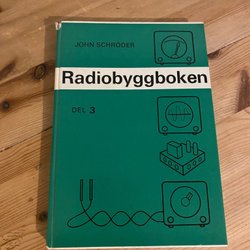 JOHN SCHRÖDER
Radiobyggboken
DEL 3